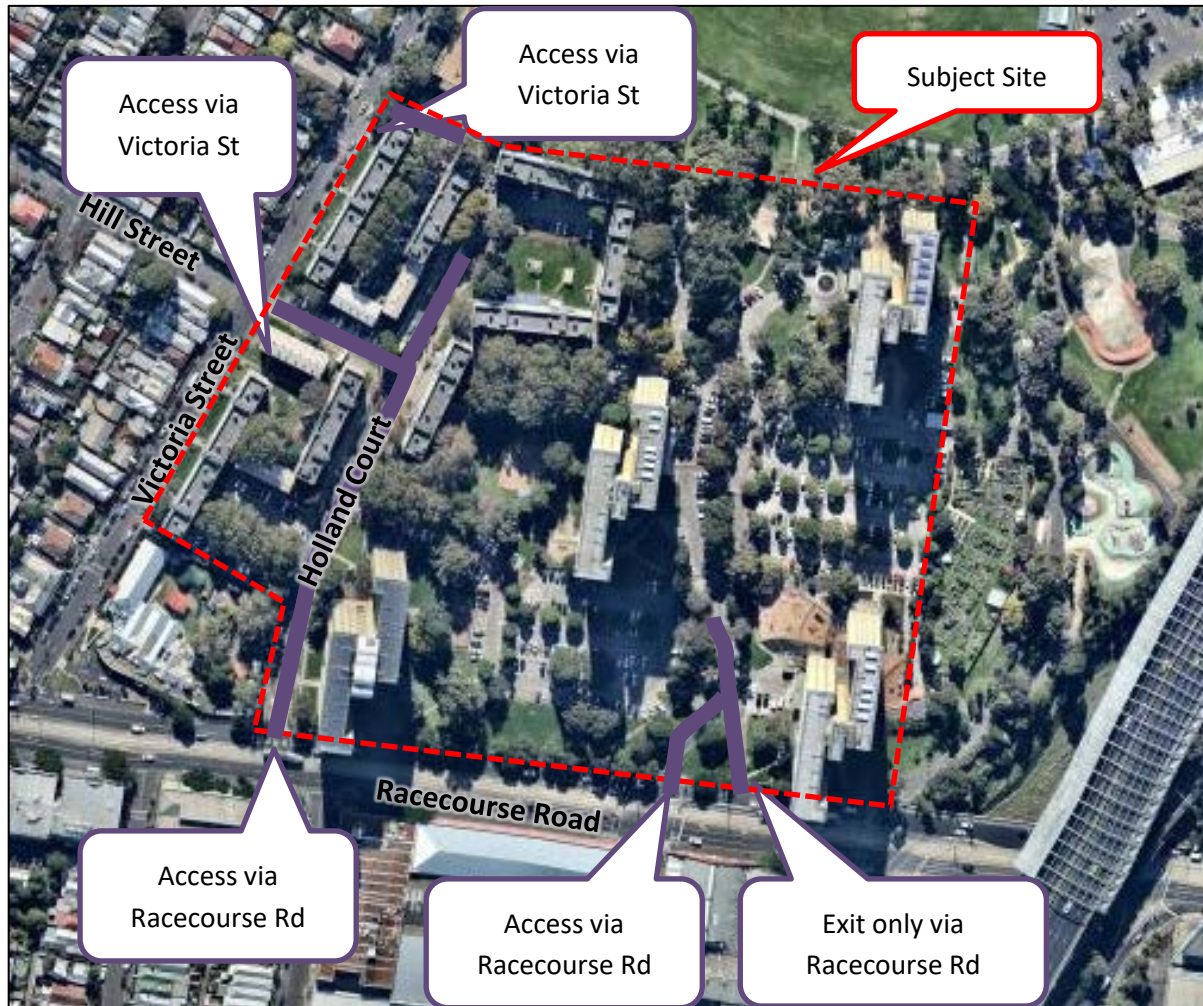 Access via
Victoria St
Access via
Victoria St
Subject Site
Hill Street
Victoria Street
Holland Court
Racecourse Road
Access via
Racecourse Rd
Access via
Racecourse Rd
Exit only via
Racecourse Rd